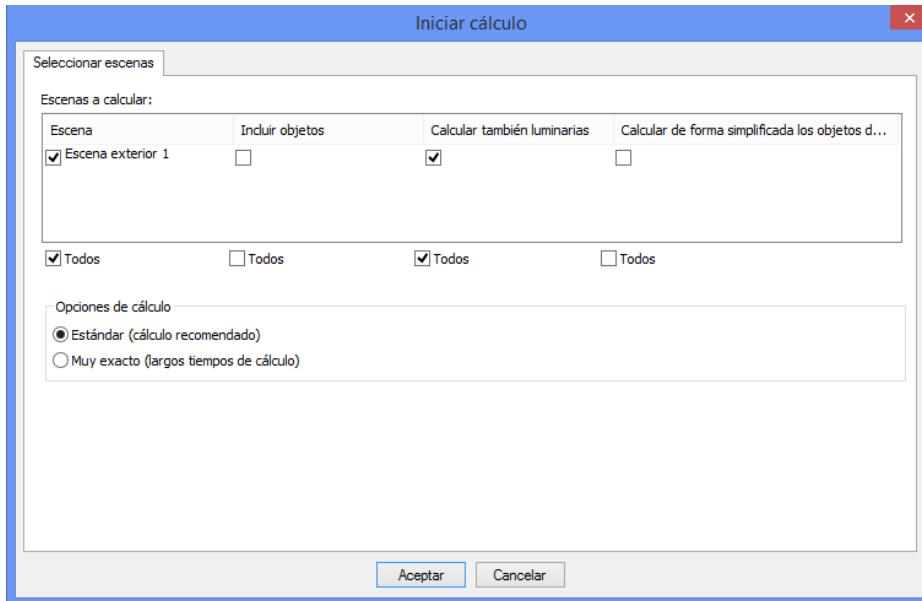 Iniciar cálculo
Seleccionar escenas
Escenas a calcular:
Escena Incluir objetos Calcular también luminarias Calcular de forma simplificada los objetos d...
Escena exterior 1
Todos Todos Todos Todos
Opciones de cálculo
Estándar (cálculo recomendado)
Muy exacto (largos tiempos de cálculo)
Aceptar Cancelar